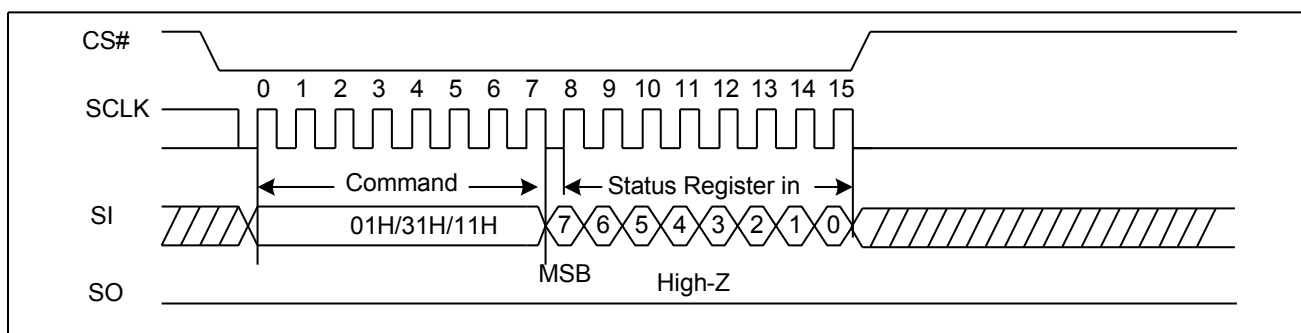 CS#
0 1 2 3 4 5 6 7 8 9 10 11 12 13 14 15
SCLK
Command
Status Register in
SI
01H/31H/11H
7 6 5 4 3 2 1 0
MSB
High-Z
SO